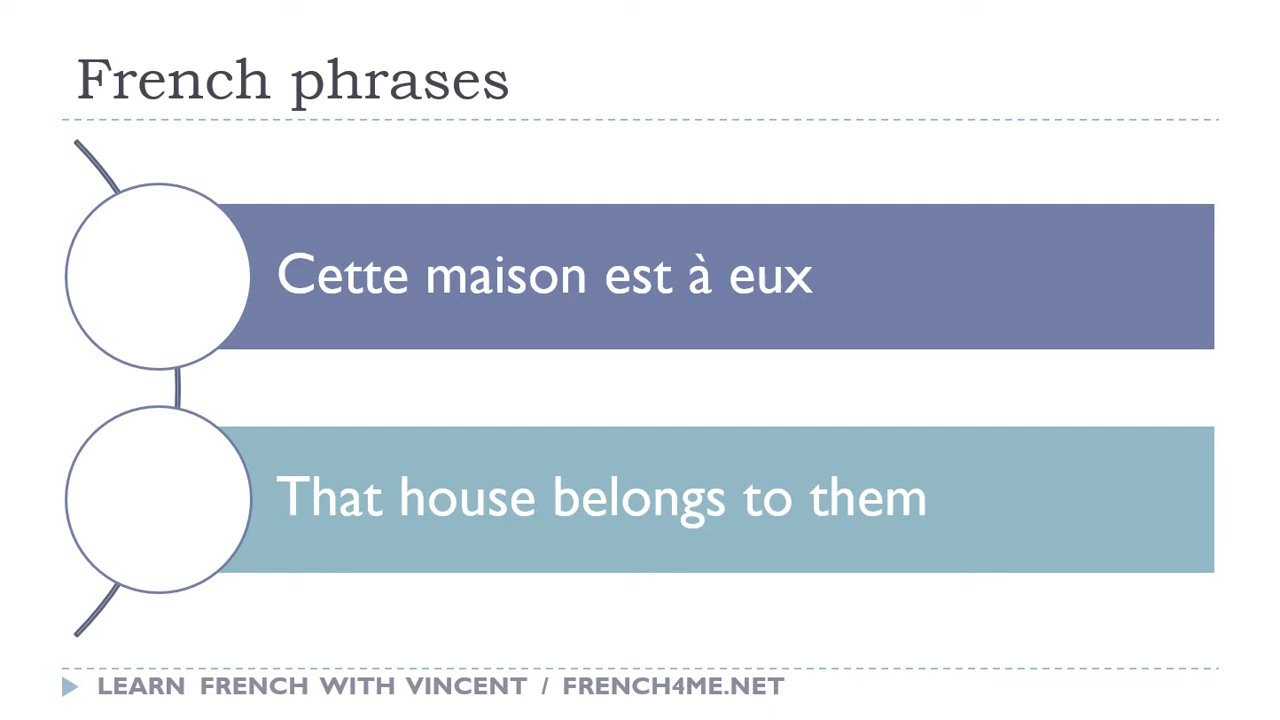 French phrases
Cette maison est à eux
That house belongs to them
LEARN FRENCH WITH VINCENT / FRENCH4ME.NET